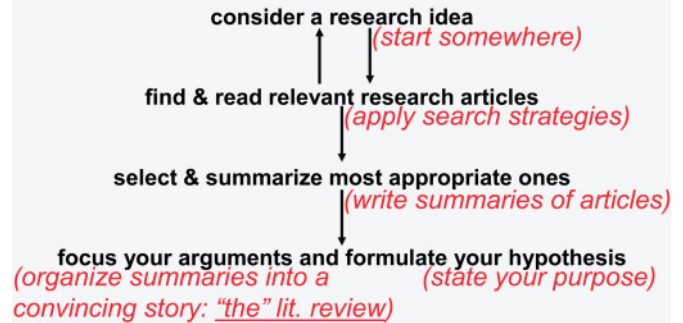 consider a research idea
(start somewhere)
find & read relevant research articles
(apply search strategies)
select & summarize most appropriate ones
(write summaries of articles)
focus your arguments and formulate your hypothesis
(organize summaries into a (state your purpose)
convincing story: "the" lit. review)